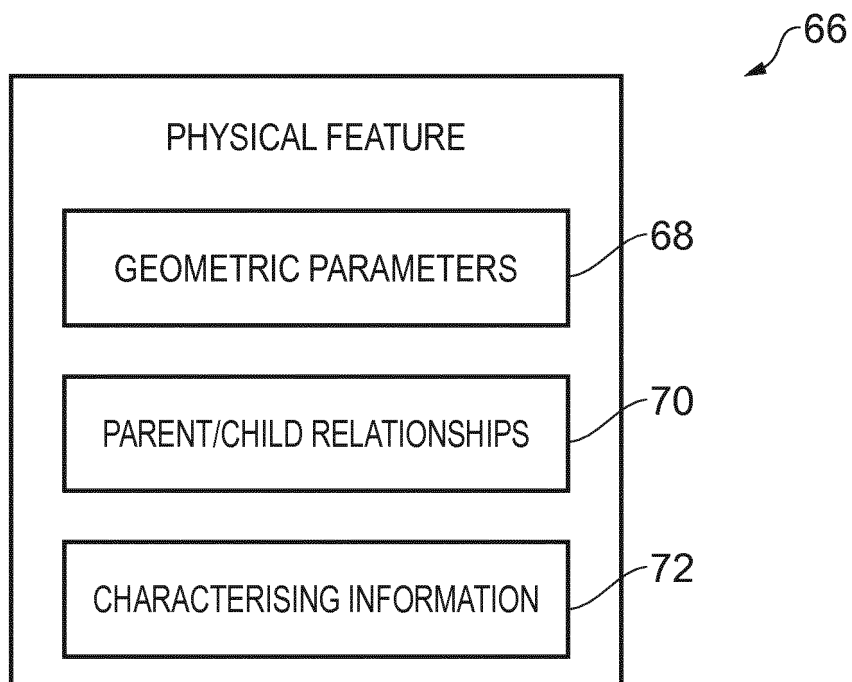 66
PHYSICAL FEATURE
GEOMETRIC PARAMETERS
68
PARENT/CHILD RELATIONSHIPS
70
CHARACTERISING INFORMATION
72